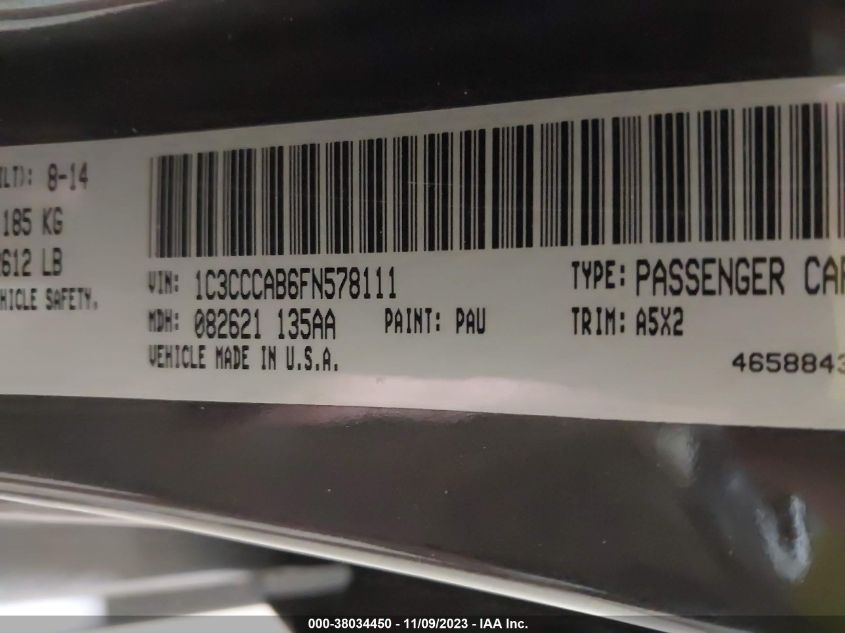 8-14
185 KG
612 LB
VEHICLE SAFETY.
VIN: 1C3CCCAB6FN578111
TYPE: PASSENGER CAR
MDH: 082621 135AA
PAINT: PAU
TRIM: A5X2
VEHICLE MADE IN U.S.A.
4658843
000-38034450 - 11/09/2023 - IAA Inc.